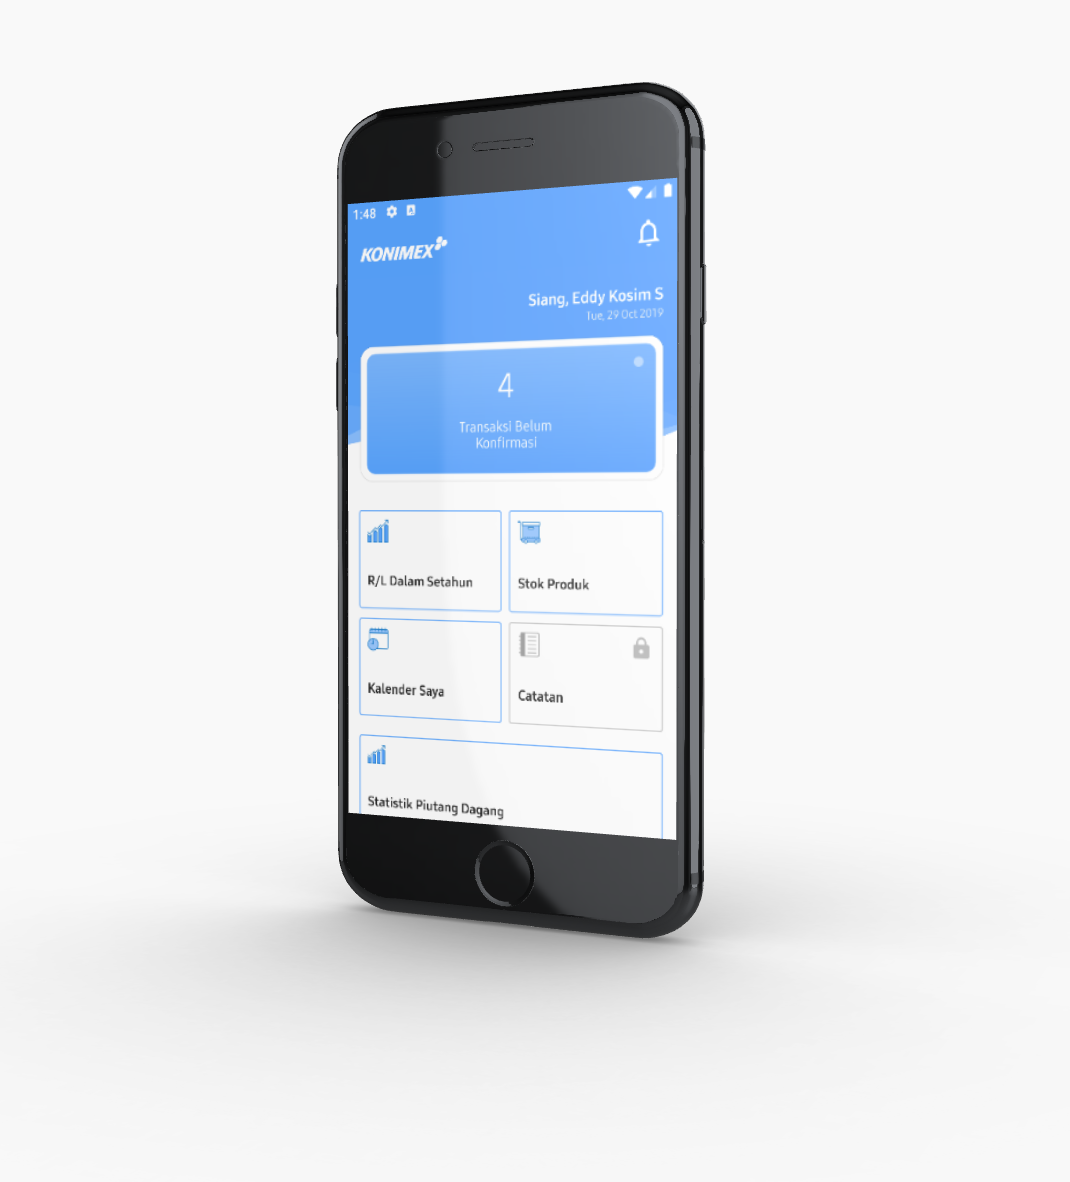 1:48
KONIMEX
Siang, Eddy Kosim S
Tue, 29 Oct 2019
4
Transaksi Belum
Konfirmasi
R/L Dalam Setahun
Stok Produk
Kalender Saya
Catatan
Statistik Piutang Dagang